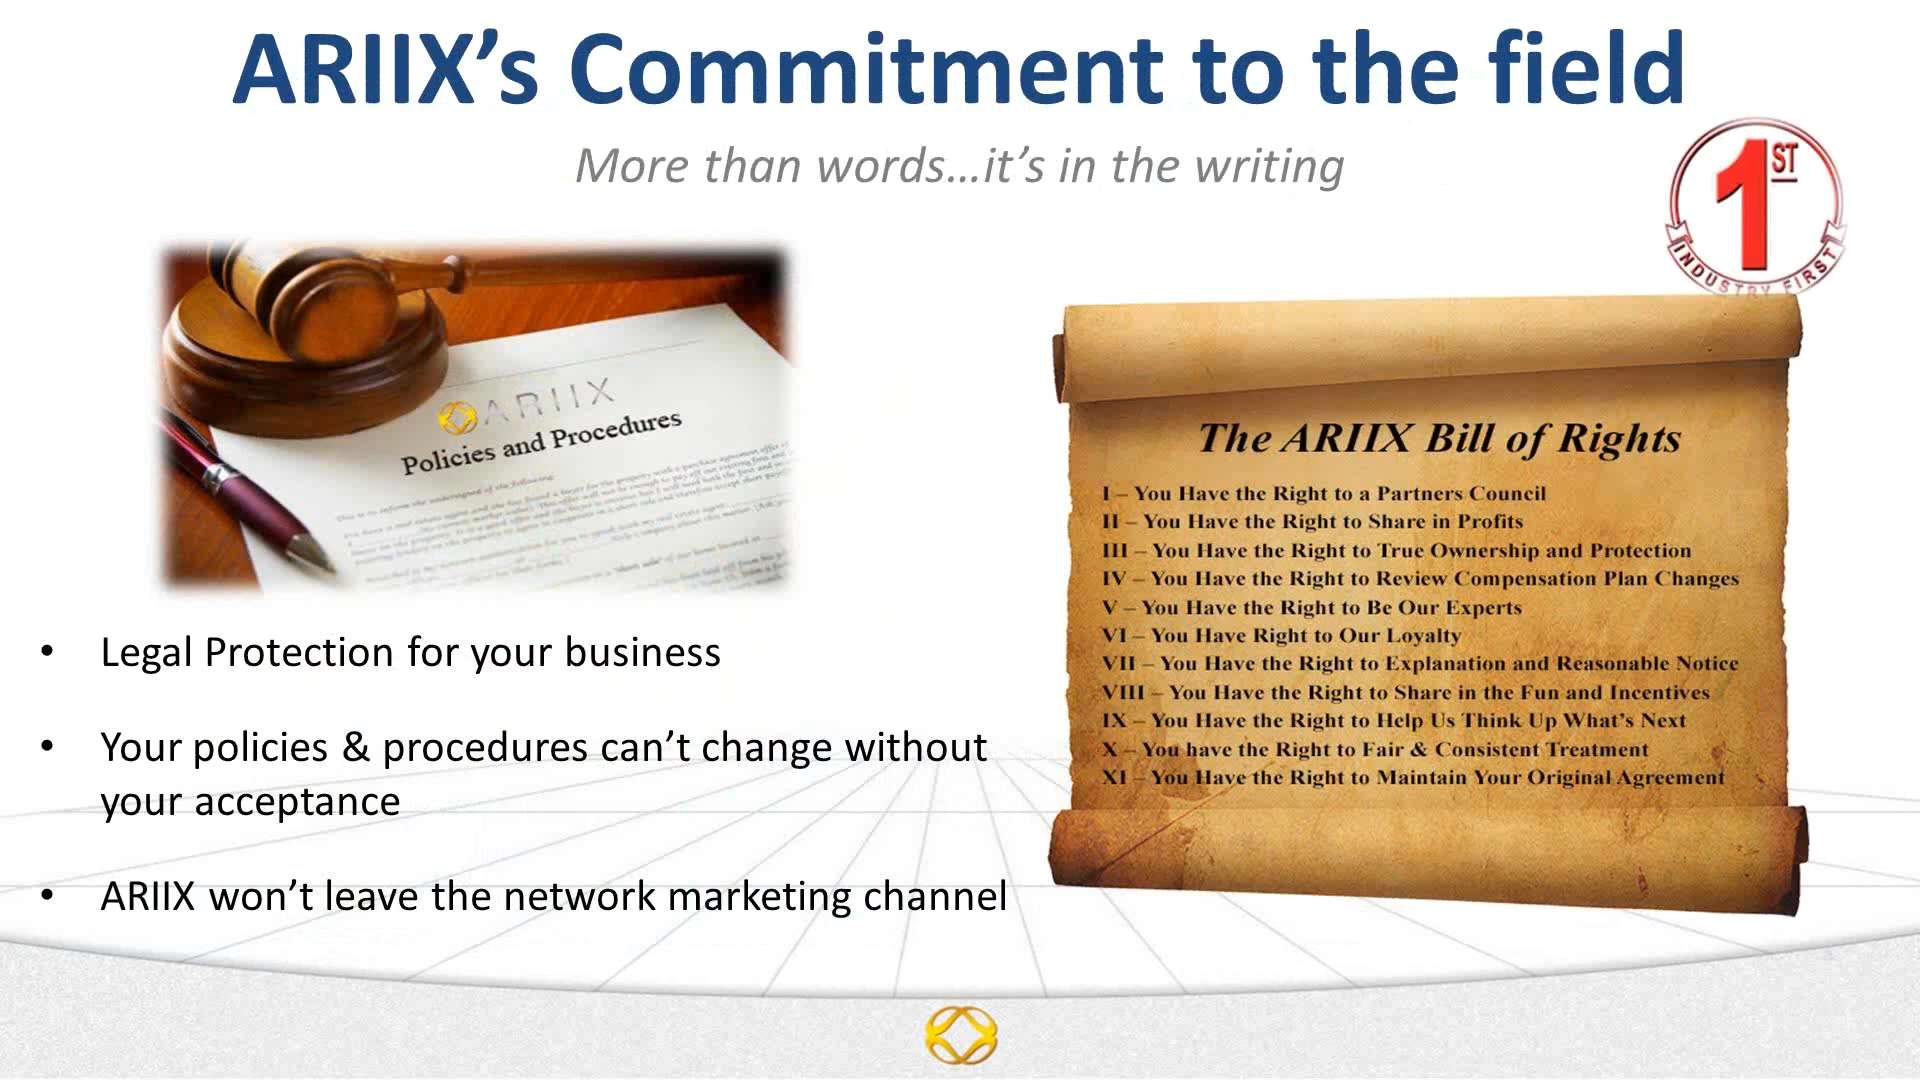 ARIIX’s Commitment to the field
More than words…it’s in the writing
1ST
INDUSTRY FIRST
ARIIX
Policies and Procedures
• Legal Protection for your business
• Your policies & procedures can’t change without
your acceptance
• ARIIX won’t leave the network marketing channel
The ARIIX Bill of Rights
I – You Have the Right to a Partners Council
II – You Have the Right to Share in Profits
III – You Have the Right to True Ownership and Protection
IV – You Have the Right to Review Compensation Plan Changes
V – You Have the Right to Be Our Experts
VI – You Have Right to Our Loyalty
VII – You Have the Right to Explanation and Reasonable Notice
VIII – You Have the Right to Share in the Fun and Incentives
IX – You Have the Right to Help Us Think Up What’s Next
X – You have the Right to Fair & Consistent Treatment
XI – You Have the Right to Maintain Your Original Agreement